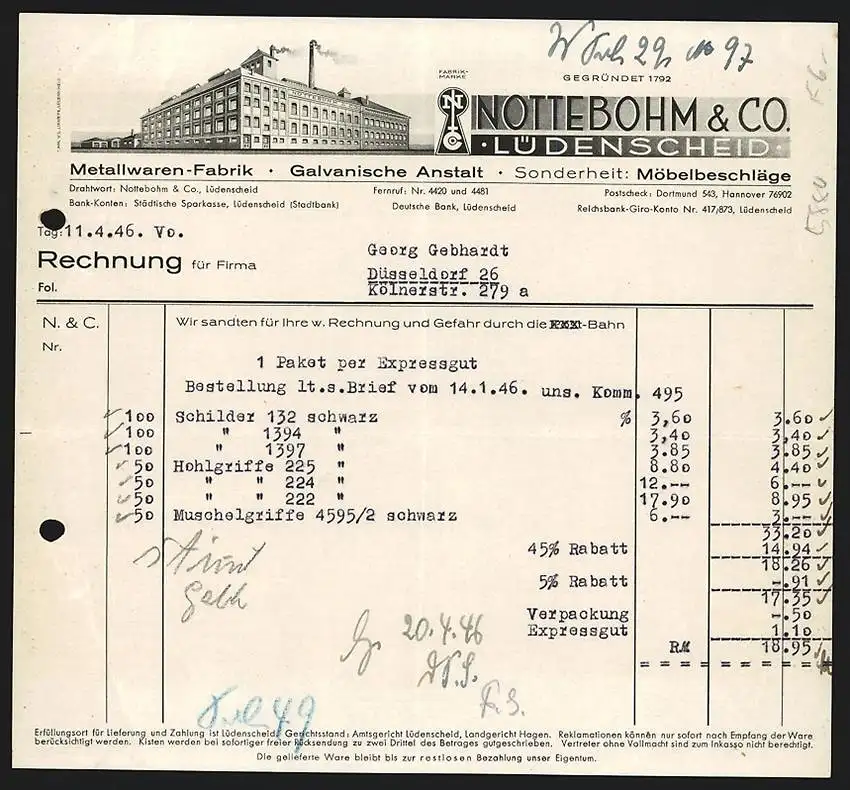 29. 97
FABRIK-
MARKE
GEGRÜNDET 1792
NOTTEBOHM & CO.
· LÜDENSCHEID ·
Metallwaren-Fabrik · Galvanische Anstalt · Sonderheit: Möbelbeschläge
Drahtwort: Nottebohm & Co., Lüdenscheid Fernruf: Nr. 4420 und 4481 Postscheck: Dortmund 543, Hannover 76902
Bank-Konten: Städtische Sparkasse, Lüdenscheid (Stadtbank) Deutsche Bank, Lüdenscheid Reichsbank-Giro-Konto Nr. 417/873, Lüdenscheid
Tag: 11.4.46. Vo.
Georg Gebhardt
Rechnung für Firma
Düsseldorf 26
Kölnerstr. 279 a
Fol.
N. & C. Wir sandten für Ihre w. Rechnung und Gefahr durch die -Bahn
Nr.
1 Paket per Expressgut
Bestellung lt.s.Brief vom 14.1.46. uns. Komm. 495
100 Schilder 132 schwarz % 3,60 3.60
100 " 1394 " 3,40 3.40
100 " 1397 " 3.85 3.85
50 Hohlgriffe 225 " 8.80 4.40
50 " " 224 " 12.-- 6.--
50 " " 222 " 17.90 8.95
50 Muschelgriffe 4595/2 schwarz 6.-- 3.--
33.20
45% Rabatt 14.94
18.26
5% Rabatt -.91
17.35
Verpackung -.50
Expressgut 1.10
RM 18.95
20.4.46
49
Erfüllungsort für Lieferung und Zahlung ist Lüdenscheid. Gerichtsstand: Amtsgericht Lüdenscheid, Landgericht Hagen. Reklamationen können nur sofort nach Empfang der Ware
berücksichtigt werden. Kisten werden bei sofortiger freier Rücksendung zu zwei Drittel des Betrages gutgeschrieben. Vertreter ohne Vollmacht sind zum Inkasso nicht berechtigt.
Die gelieferte Ware bleibt bis zur restlosen Bezahlung unser Eigentum.